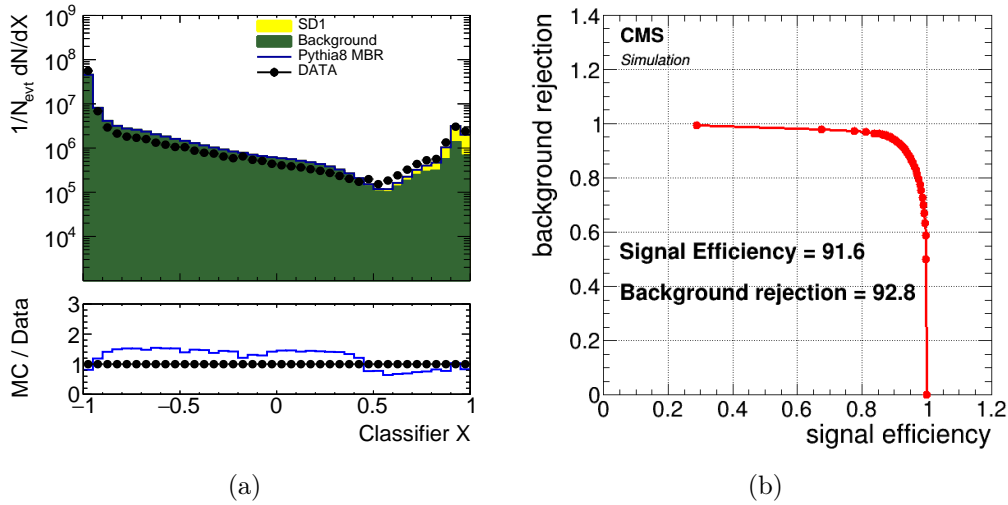 1/N_evt dN/dX
10^9
10^8
10^7
10^6
10^5
10^4
SD1
Background
Pythia8 MBR
DATA
MC / Data
3
2
1
0
−1 −0.5 0 0.5 1
Classifier X
(a)
background rejection
1.4
1.2
1
0.8
0.6
0.4
0.2
0
CMS
Simulation
Signal Efficiency = 91.6
Background rejection = 92.8
0 0.2 0.4 0.6 0.8 1 1.2
signal efficiency
(b)